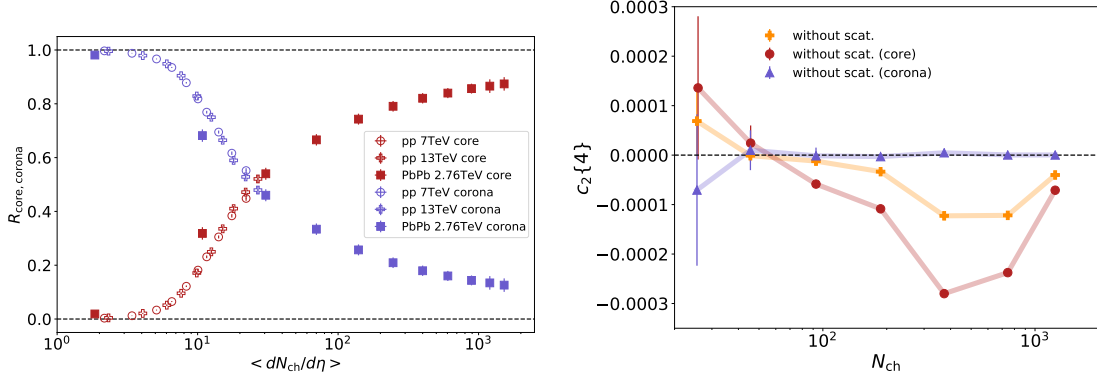 1.0
0.8
0.6
0.4
0.2
0.0
R_core, corona
10^0
10^1
10^2
10^3
< dN_ch/dη >
pp 7TeV core
pp 13TeV core
PbPb 2.76TeV core
pp 7TeV corona
pp 13TeV corona
PbPb 2.76TeV corona
0.0003
0.0002
0.0001
0.0000
−0.0001
−0.0002
−0.0003
c_2{4}
without scat.
without scat. (core)
without scat. (corona)
10^2
10^3
N_ch